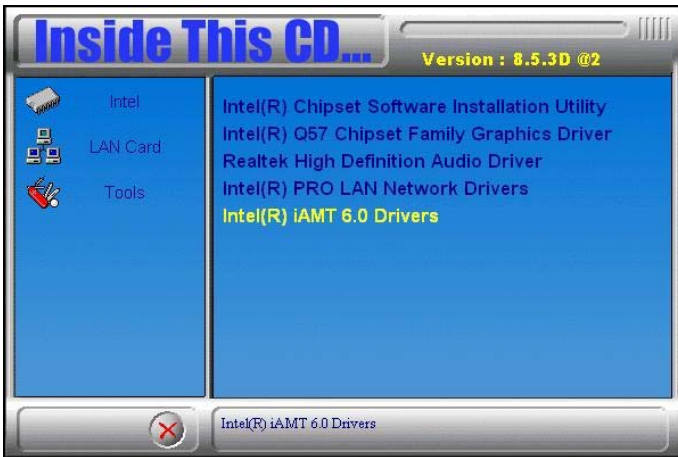 Inside This CD...
Version : 8.5.3D @2
Intel
LAN Card
Tools
Intel(R) Chipset Software Installation Utility
Intel(R) Q57 Chipset Family Graphics Driver
Realtek High Definition Audio Driver
Intel(R) PRO LAN Network Drivers
Intel(R) iAMT 6.0 Drivers
Intel(R) iAMT 6.0 Drivers